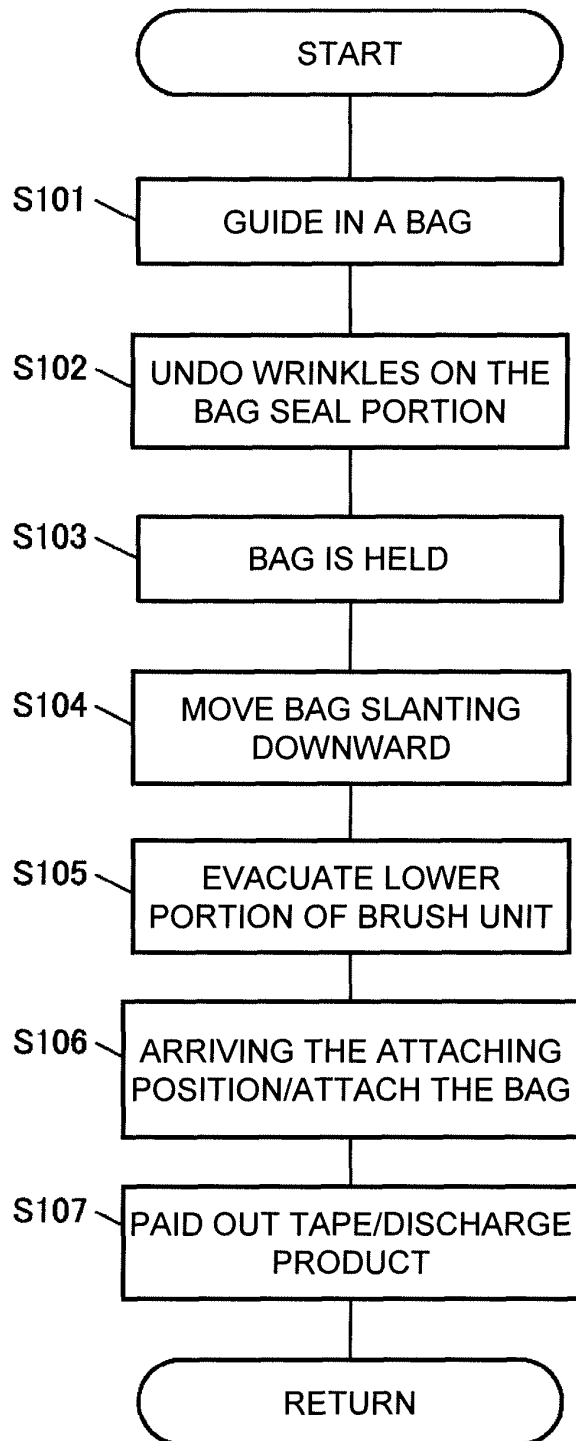 START
S101
GUIDE IN A BAG
S102
UNDO WRINKLES ON THE
BAG SEAL PORTION
S103
BAG IS HELD
S104
MOVE BAG SLANTING
DOWNWARD
S105
EVACUATE LOWER
PORTION OF BRUSH UNIT
S106
ARRIVING THE ATTACHING
POSITION/ATTACH THE BAG
S107
PAID OUT TAPE/DISCHARGE
PRODUCT
RETURN